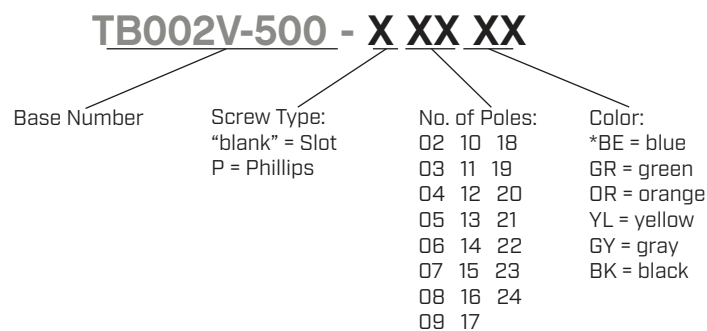 TB002V-500 - X XX XX
Base Number
Screw Type:
“blank” = Slot
P = Phillips
No. of Poles:
02 10 18
03 11 19
04 12 20
05 13 21
06 14 22
07 15 23
08 16 24
09 17
Color:
*BE = blue
GR = green
OR = orange
YL = yellow
GY = gray
BK = black